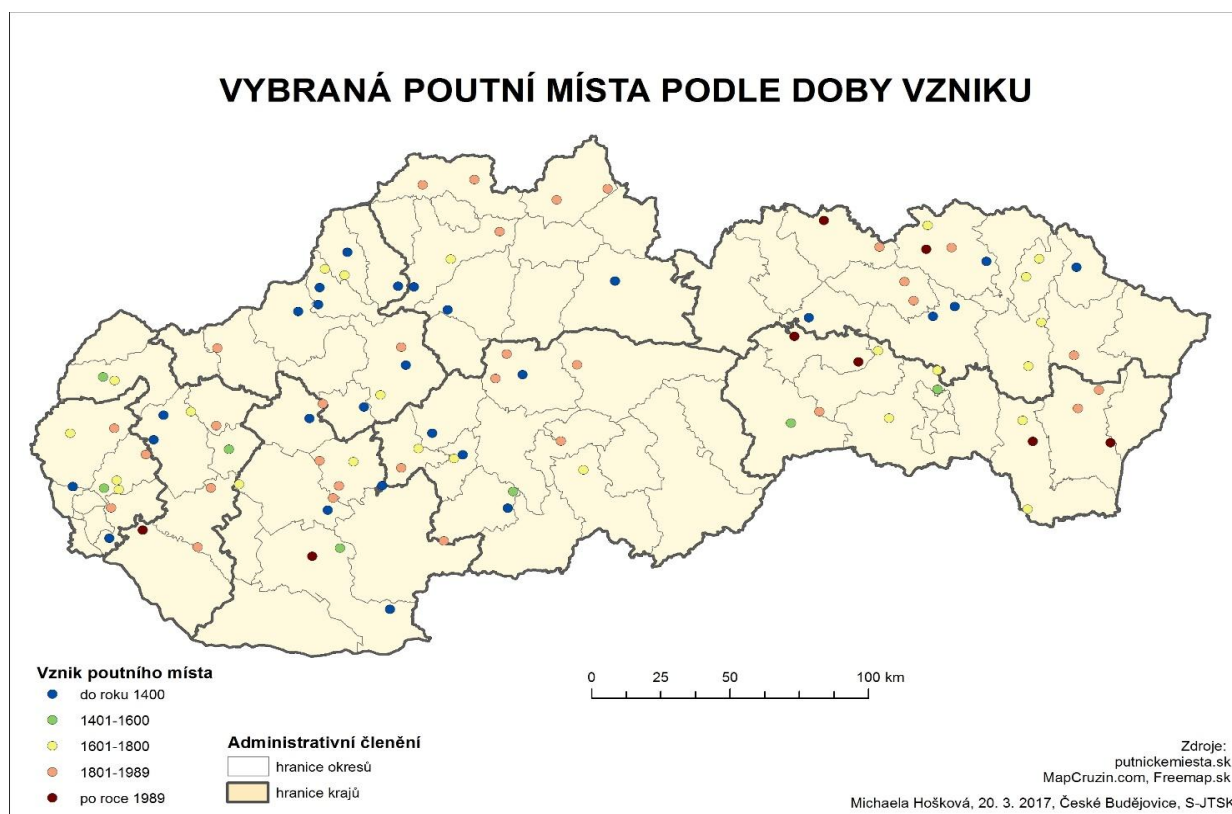 VYBRANÁ POUTNÍ MÍSTA PODLE DOBY VZNIKU
Vznik poutního místa
do roku 1400
1401-1600
1601-1800
1801-1989
po roce 1989
Administrativní členění
hranice okresů
hranice krajů
0 25 50 100 km
Zdroje:
putnickemiesta.sk
MapCruzin.com, Freemap.sk
Michaela Hošková, 20. 3. 2017, České Budějovice, S-JTSK